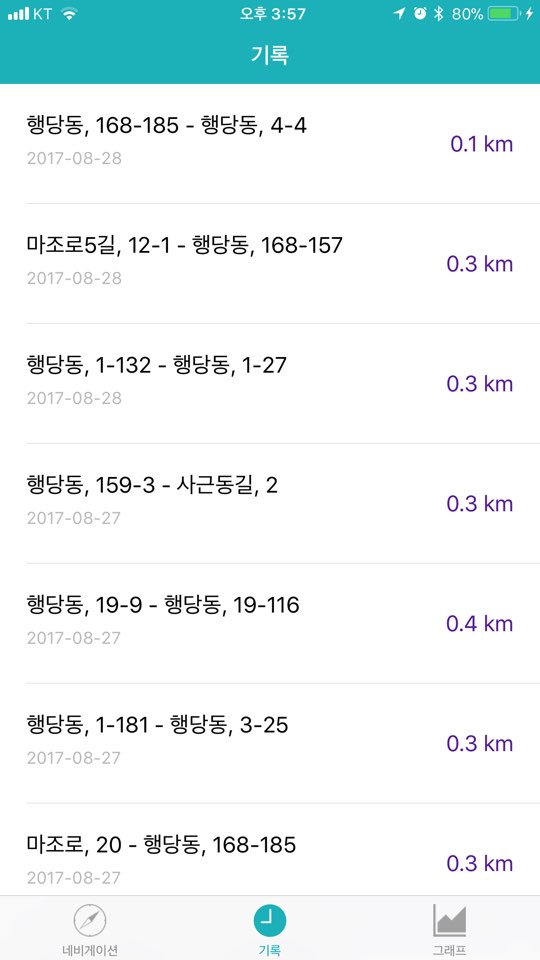 KT 오후 3:57 80%
기록
행당동, 168-185 - 행당동, 4-4
2017-08-28
0.1 km
마조로5길, 12-1 - 행당동, 168-157
2017-08-28
0.3 km
행당동, 1-132 - 행당동, 1-27
2017-08-28
0.3 km
행당동, 159-3 - 사근동길, 2
2017-08-27
0.3 km
행당동, 19-9 - 행당동, 19-116
2017-08-27
0.4 km
행당동, 1-181 - 행당동, 3-25
2017-08-27
0.3 km
마조로, 20 - 행당동, 168-185
2017-08-27
0.3 km
네비게이션 기록 그래프